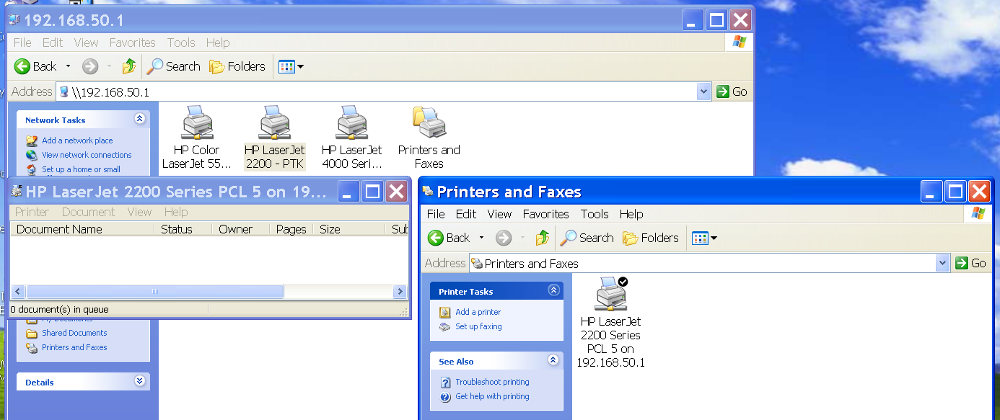 192.168.50.1
File Edit View Favorites Tools Help
Back Search Folders
Address \\192.168.50.1 Go
Network Tasks
Add a network place
View network connections
Set up a home or small
HP Color
LaserJet 55...
HP LaserJet
2200 - PTK
HP LaserJet
4000 Seri...
Printers and
Faxes
HP LaserJet 2200 Series PCL 5 on 19...
Printer Document View Help
Document Name Status Owner Pages Size Sub
0 document(s) in queue
My Documents
Shared Documents
Printers and Faxes
Details
Printers and Faxes
File Edit View Favorites Tools Help
Back Search Folders
Address Printers and Faxes Go
Printer Tasks
Add a printer
Set up faxing
See Also
Troubleshoot printing
Get help with printing
HP LaserJet
2200 Series
PCL 5 on
192.168.50.1